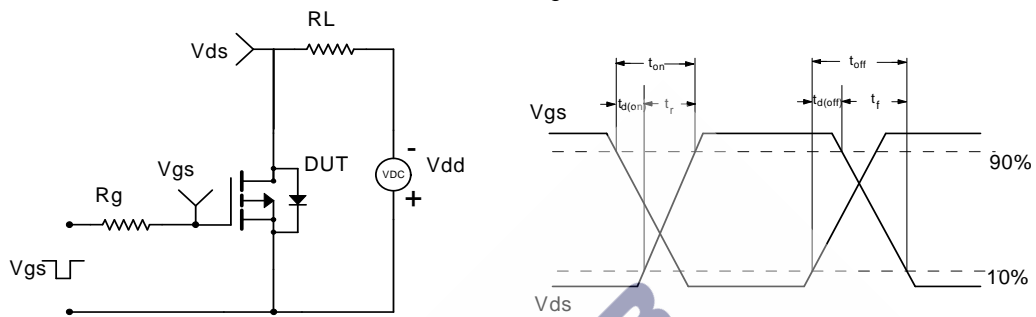 RL
Vds
Vgs
DUT
Rg
VDC
-
+
Vdd
Vgs
ton
toff
td(on)
tr
td(off)
tf
Vgs
90%
10%
Vds